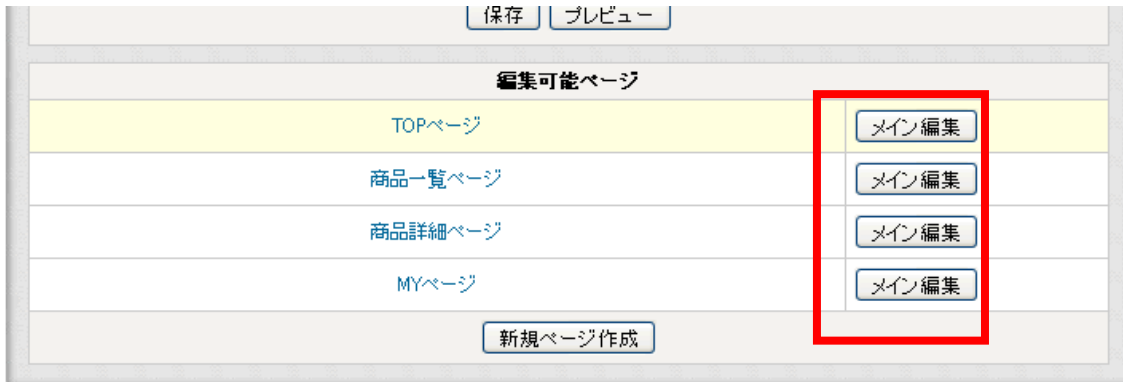 保存 プレビュー
編集可能ページ
TOPページ メイン編集
商品一覧ページ メイン編集
商品詳細ページ メイン編集
MYページ メイン編集
新規ページ作成